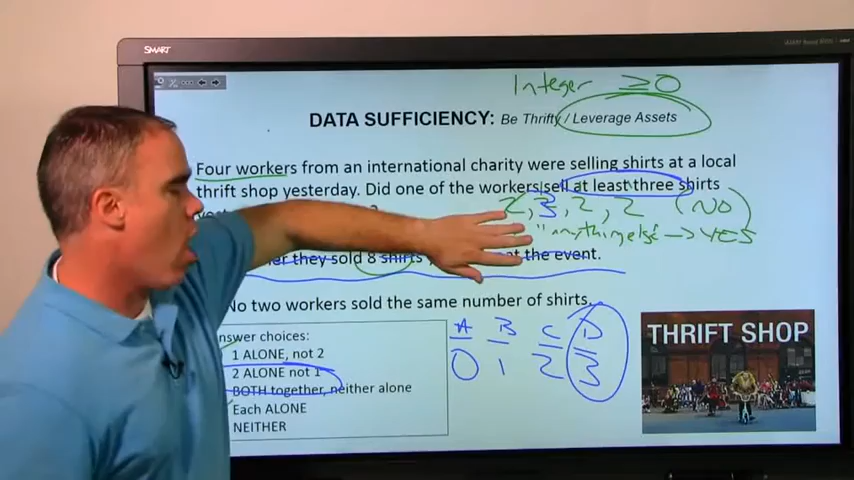 SMART
Integer ≥0
DATA SUFFICIENCY: Be Thrifty / Leverage Assets
Four workers from an international charity were selling shirts at a local
thrift shop yesterday. Did one of the workers sell at least three shirts
2, 3, 2, 2 (NO)
"anything else" → YES
they sold 8 shirts at the event.
No two workers sold the same number of shirts.
answer choices:
1 ALONE, not 2
2 ALONE not 1
BOTH together, neither alone
Each ALONE
NEITHER
A B C D
0 1 2 3
THRIFT SHOP